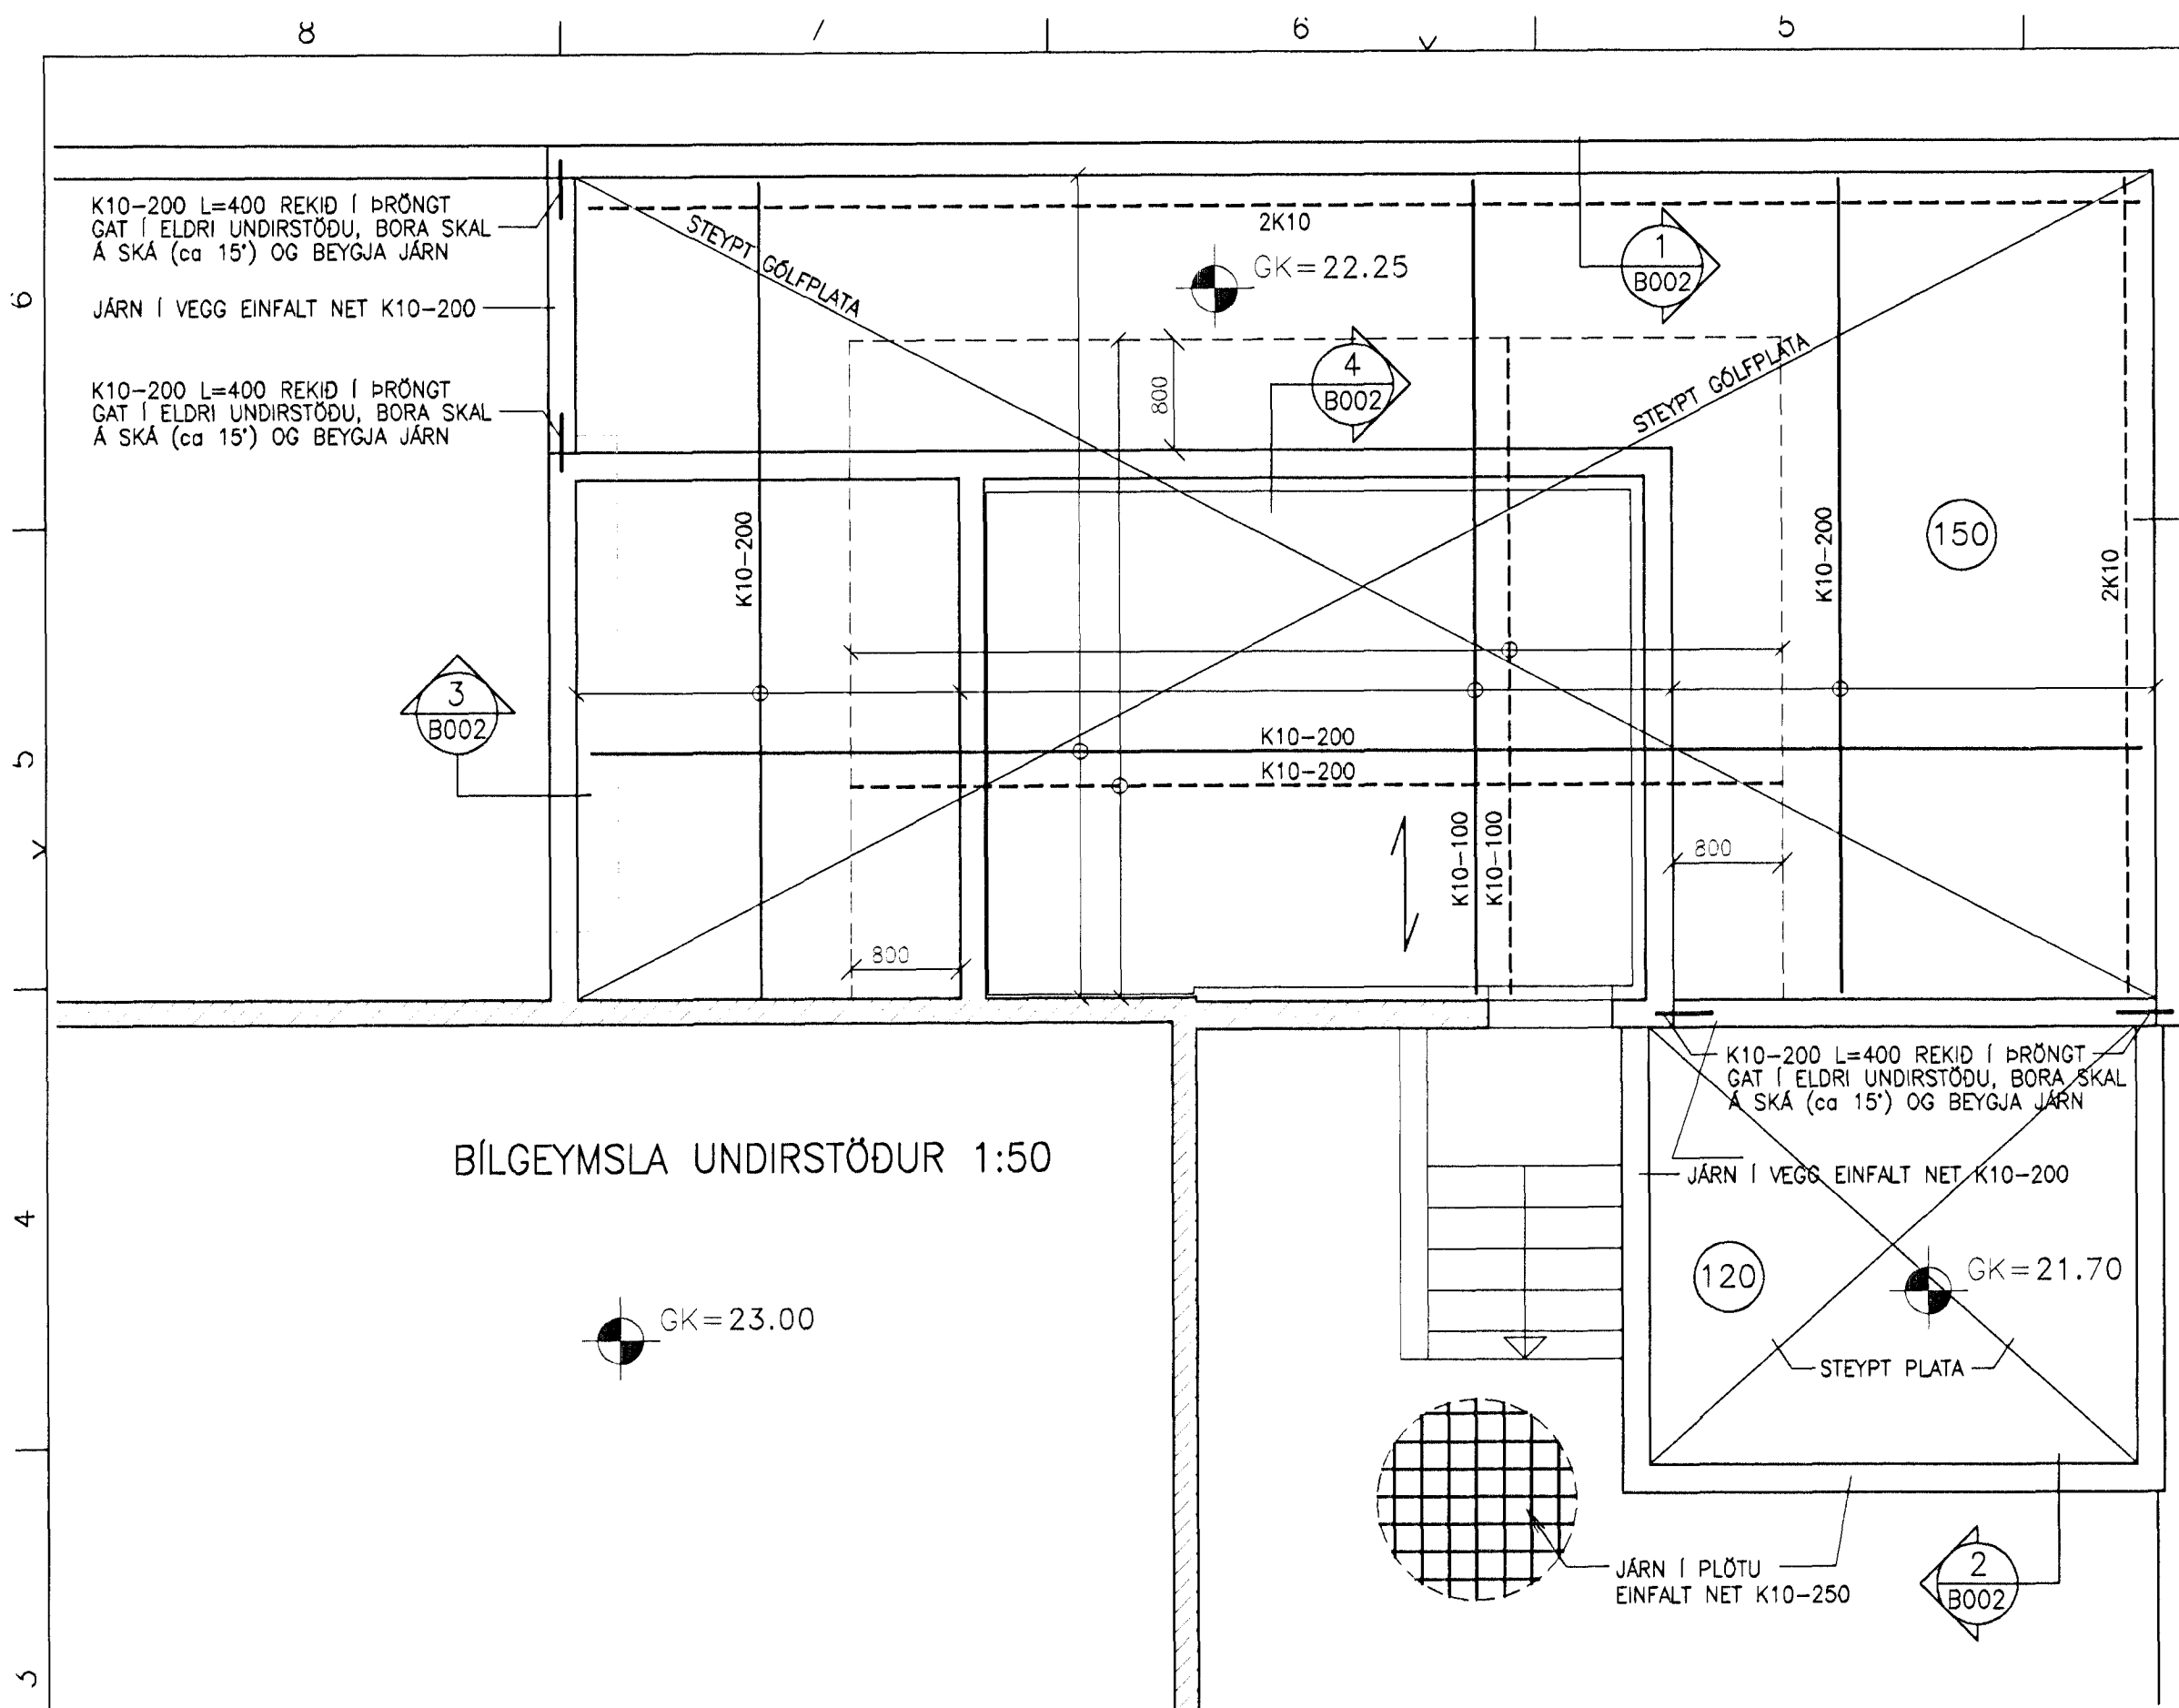 8
7
6
5
K10-200 L=400 REKIÐ Í ÞRÖNGT
GAT Í ELDRI UNDIRSTÖÐU, BORA SKAL
Á SKÁ (ca 15°) OG BEYGJA JÁRN
JÁRN Í VEGG EINFALT NET K10-200
K10-200 L=400 REKIÐ Í ÞRÖNGT
GAT Í ELDRI UNDIRSTÖÐU, BORA SKAL
Á SKÁ (ca 15°) OG BEYGJA JÁRN
STEYPT GÓLFPLATA
2K10
GK=22.25
1
B002
4
B002
800
STEYPT GÓLFPLATA
6
K10-200
K10-200
150
2K10
3
B002
5
K10-200
K10-200
K10-100
K10-100
800
800
K10-200 L=400 REKIÐ Í ÞRÖNGT
GAT Í ELDRI UNDIRSTÖÐU, BORA SKAL
Á SKÁ (ca 15°) OG BEYGJA JÁRN
BÍLGEYMSLA UNDIRSTÖÐUR 1:50
JÁRN Í VEGG EINFALT NET K10-200
4
120
GK=21.70
GK=23.00
STEYPT PLATA
JÁRN Í PLÖTU
EINFALT NET K10-250
2
B002